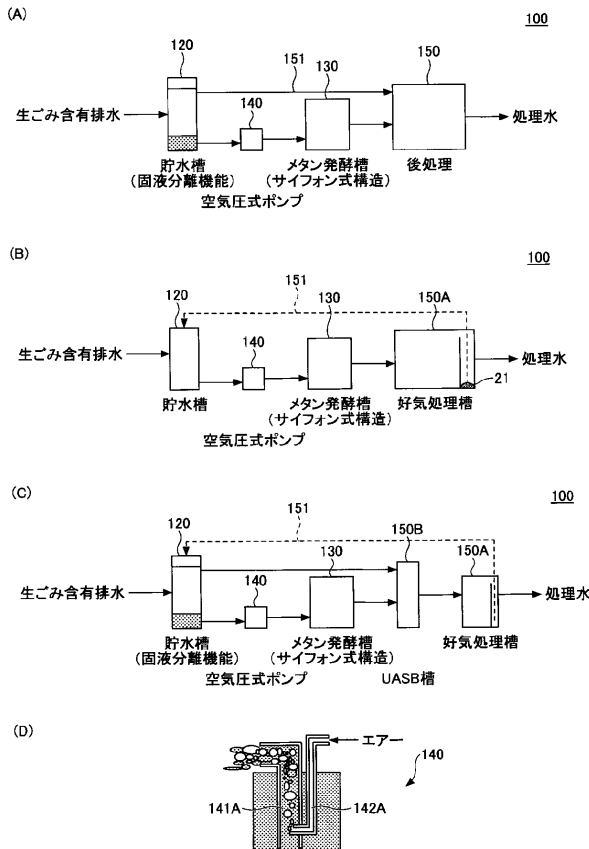 (A)
100
120
151
130
150
140
生ごみ含有排水
処理水
貯水槽
(固液分離機能)
メタン発酵槽
(サイフォン式構造)
後処理
空気圧式ポンプ
(B)
100
151
120
130
150A
140
生ごみ含有排水
処理水
21
貯水槽
メタン発酵槽
(サイフォン式構造)
好気処理槽
空気圧式ポンプ
(C)
100
151
120
130
150B
150A
140
生ごみ含有排水
処理水
貯水槽
(固液分離機能)
メタン発酵槽
(サイフォン式構造)
好気処理槽
空気圧式ポンプ
UASB槽
(D)
エアー
140
141A
142A